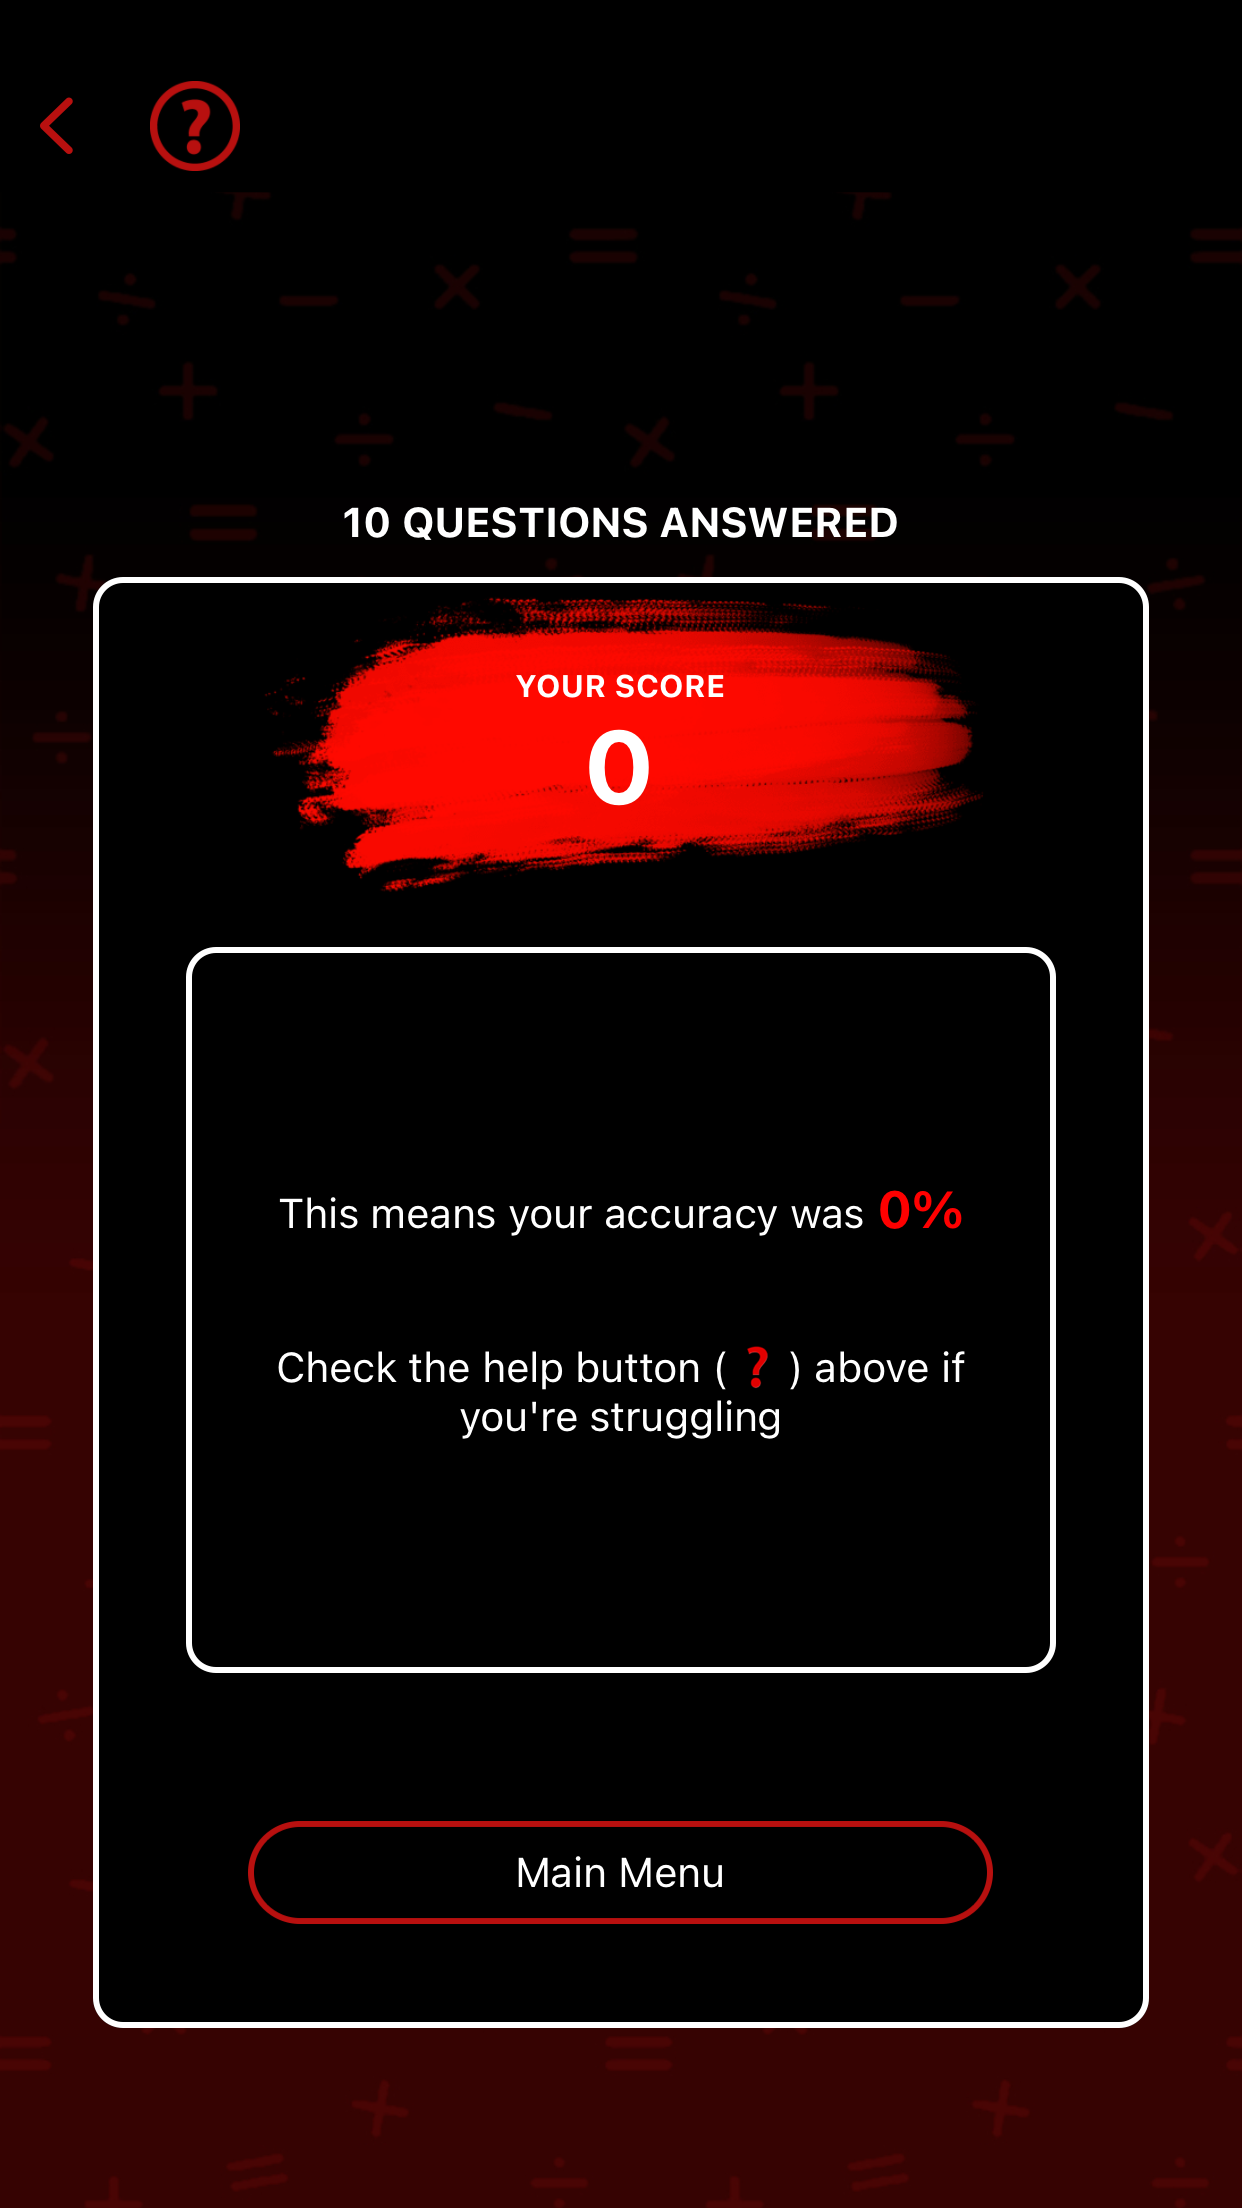 ?
10 QUESTIONS ANSWERED
YOUR SCORE
0
This means your accuracy was 0%
Check the help button ( ? ) above if
you're struggling
Main Menu